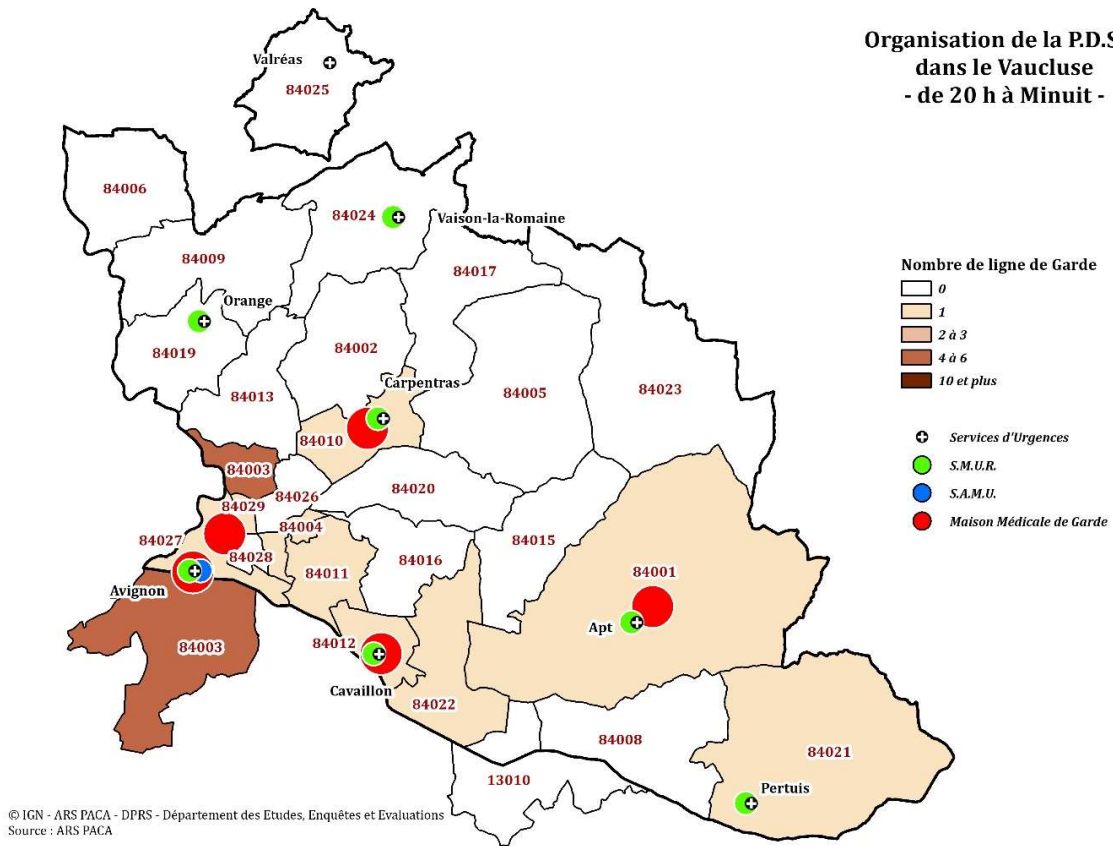 Organisation de la P.D.S
dans le Vaucluse
- de 20 h à Minuit -
Valréas
84025
84006
84024
Vaison-la-Romaine
84009
84017
Nombre de ligne de Garde
0
1
2 à 3
4 à 6
10 et plus
Orange
84019
84002
84013
Carpentras
84005
84023
84010
Services d'Urgences
S.M.U.R.
S.A.M.U.
Maison Médicale de Garde
84003
84026
84020
84029
84004
84027
84028
84016
84015
84011
84001
Avignon
Apt
84003
84012
Cavaillon
84022
84008
84021
13010
Pertuis
© IGN - ARS PACA - DPRS - Département des Etudes, Enquêtes et Evaluations
Source : ARS PACA